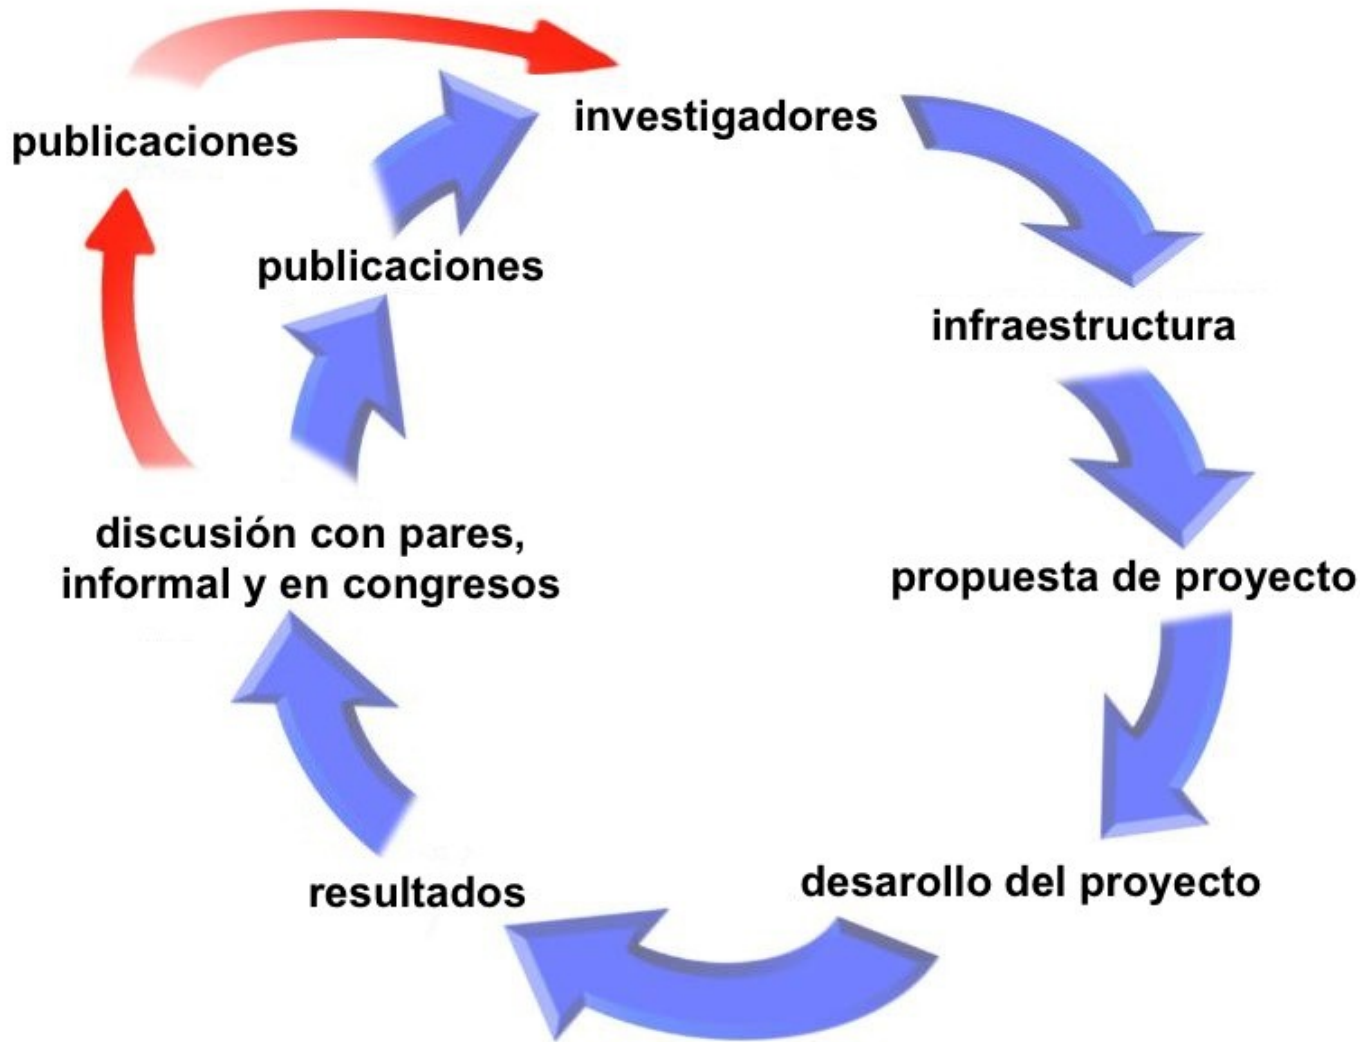 publicaciones
investigadores
publicaciones
infraestructura
discusión con pares,
informal y en congresos
propuesta de proyecto
resultados
desarollo del proyecto